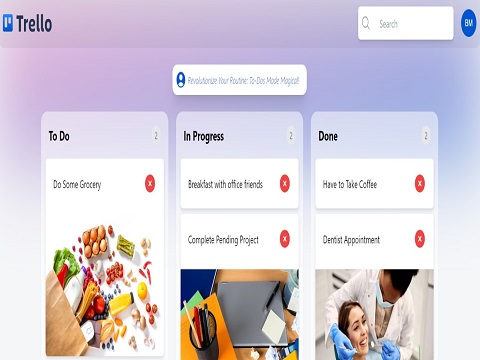 Trello
Search
BM
Revolutionize Your Routine: To-Dos Made Magical!
To Do
2
In Progress
2
Done
2
Do Some Grocery
x
Breakfast with office friends
x
Have to Take Coffee
x
Complete Pending Project
x
Dentist Appointment
x